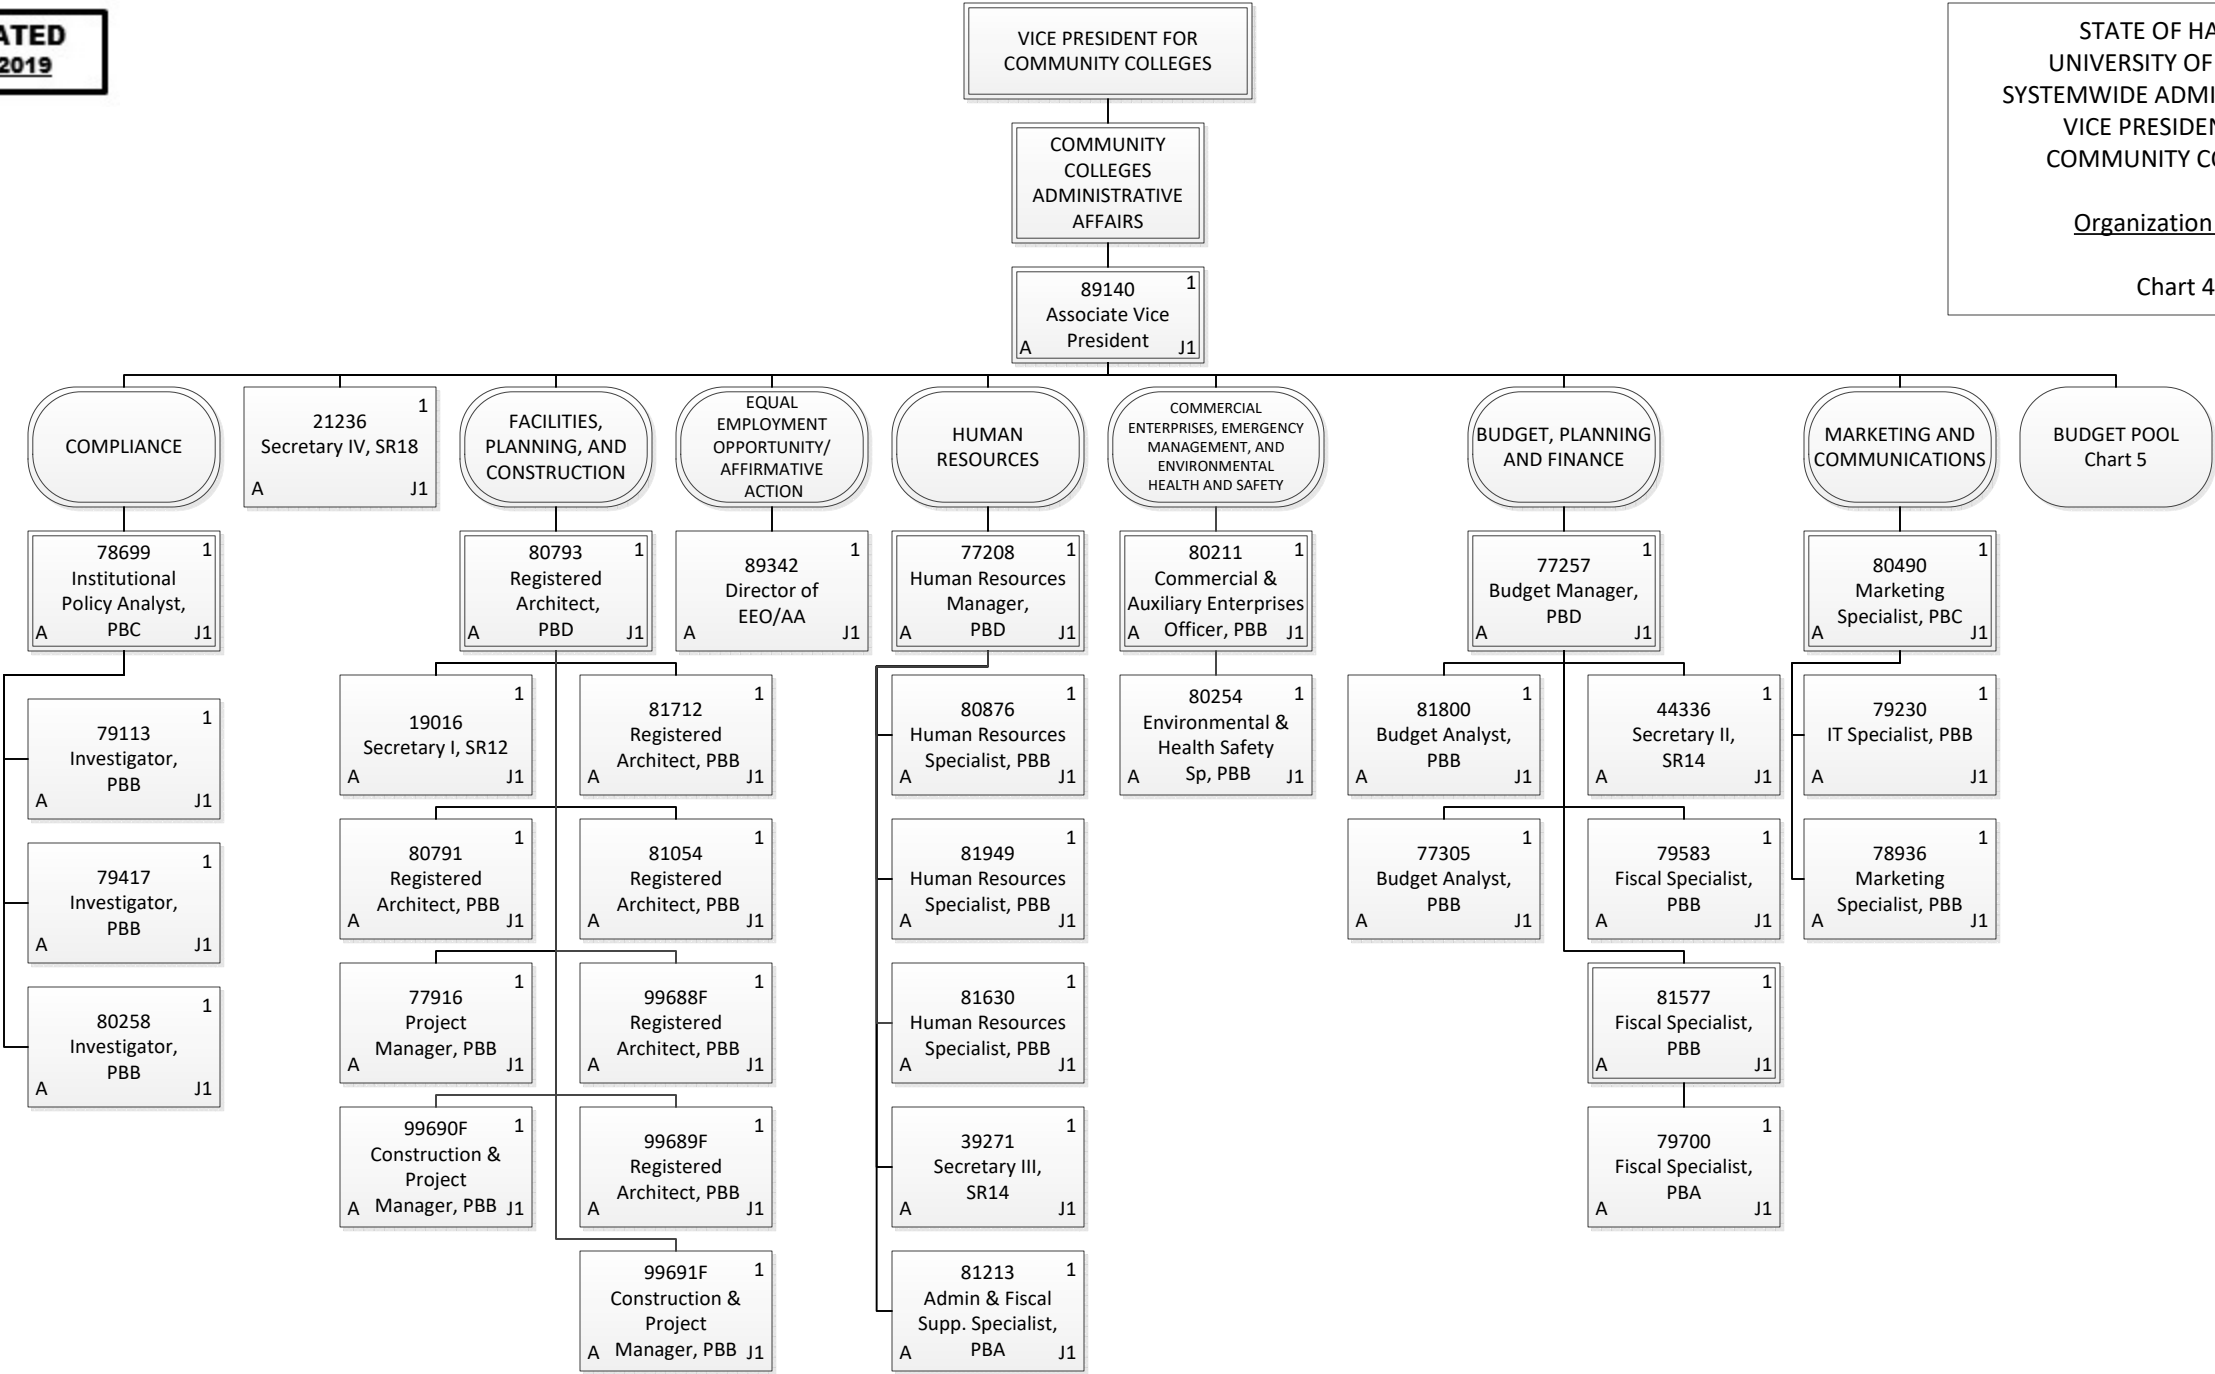 2019
VICE PRESIDENT FOR
COMMUNITY COLLEGES
STATE OF
UNIVERSITY OF
SYSTEMWIDE
VICE
COMMUNITY
Organization
Chart 4
COMMUNITY
COLLEGES
ADMINISTRATIVE
AFFAIRS
1
89140
Associate Vice
President
A J1
COMPLIANCE
1
21236
Secretary IV, SR18
A J1
FACILITIES,
PLANNING, AND
CONSTRUCTION
EQUAL
EMPLOYMENT
OPPORTUNITY/
AFFIRMATIVE
ACTION
HUMAN
RESOURCES
COMMERCIAL
ENTERPRISES, EMERGENCY
MANAGEMENT, AND
ENVIRONMENTAL
HEALTH AND SAFETY
BUDGET, PLANNING
AND FINANCE
MARKETING AND
COMMUNICATIONS
BUDGET POOL
Chart 5
78699 1
Institutional
Policy Analyst,
PBC
A J1
79113 1
Investigator,
PBB
A J1
79417 1
Investigator,
PBB
A J1
80258 1
Investigator,
PBB
A J1
80793 1
Registered
Architect,
PBD
A J1
19016 1
Secretary I, SR12
A J1
81712 1
Registered
Architect, PBB
A J1
80791 1
Registered
Architect, PBB
A J1
81054 1
Registered
Architect, PBB
A J1
77916 1
Project
Manager, PBB
A J1
99688F 1
Registered
Architect, PBB
A J1
99690F 1
Construction &
Project
Manager, PBB
A J1
99689F 1
Registered
Architect, PBB
A J1
99691F 1
Construction &
Project
Manager, PBB
A J1
89342 1
Director of
EEO/AA
A J1
77208 1
Human Resources
Manager,
PBD
A J1
80876 1
Human Resources
Specialist, PBB
A J1
81949 1
Human Resources
Specialist, PBB
A J1
81630 1
Human Resources
Specialist, PBB
A J1
39271 1
Secretary III,
SR14
A J1
81213 1
Admin & Fiscal
Supp. Specialist,
PBA
A J1
80211 1
Commercial &
Auxiliary Enterprises
Officer, PBB
A J1
80254 1
Environmental &
Health Safety
Sp, PBB
A J1
77257 1
Budget Manager,
PBD
A J1
81800 1
Budget Analyst,
PBB
A J1
44336 1
Secretary II,
SR14
A J1
77305 1
Budget Analyst,
PBB
A J1
79583 1
Fiscal Specialist,
PBB
A J1
81577 1
Fiscal Specialist,
PBB
A J1
79700 1
Fiscal Specialist,
PBA
A J1
80490 1
Marketing
Specialist, PBC
A J1
79230 1
IT Specialist, PBB
A J1
78936 1
Marketing
Specialist, PBB
A J1